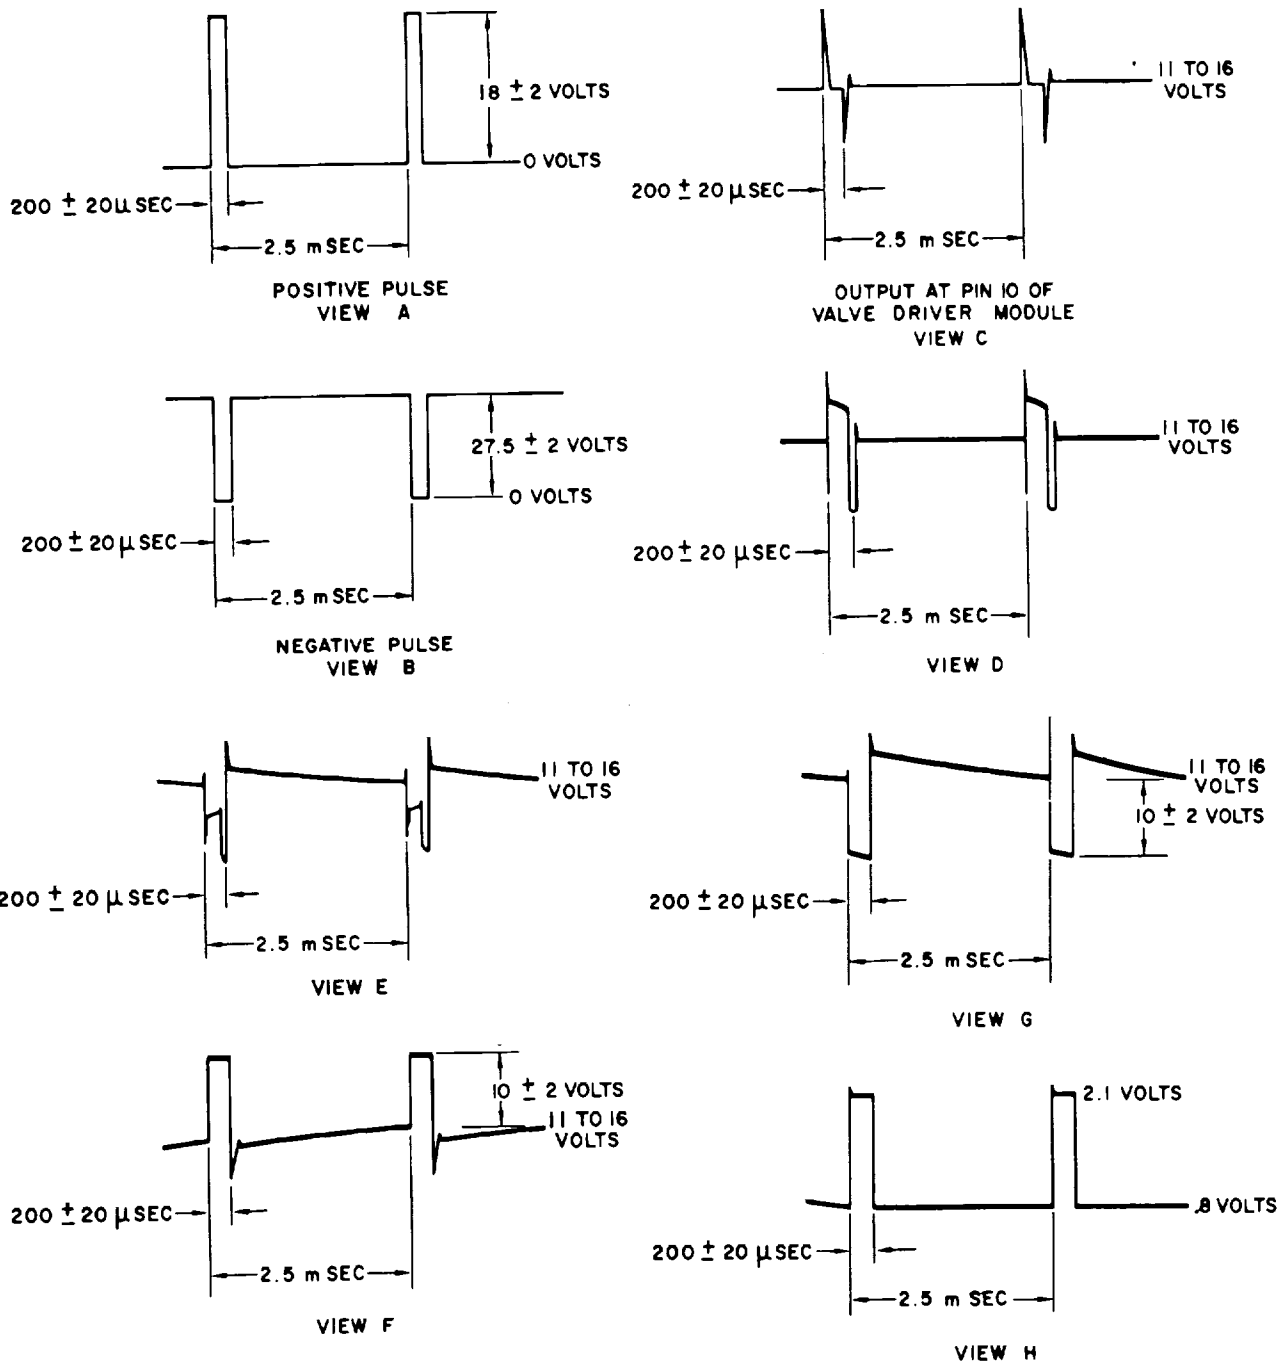 18 ± 2 VOLTS
0 VOLTS
200 ± 20 µSEC
2.5 mSEC
POSITIVE PULSE
VIEW A
11 TO 16
VOLTS
200 ± 20 µSEC
2.5 mSEC
OUTPUT AT PIN 10 OF
VALVE DRIVER MODULE
VIEW C
27.5 ± 2 VOLTS
0 VOLTS
200 ± 20 µSEC
2.5 mSEC
NEGATIVE PULSE
VIEW B
11 TO 16
VOLTS
200 ± 20 µSEC
2.5 m SEC
VIEW D
11 TO 16
VOLTS
200 ± 20 µSEC
2.5 mSEC
VIEW E
11 TO 16
VOLTS
10 ± 2 VOLTS
200 ± 20 µSEC
2.5 mSEC
VIEW G
10 ± 2 VOLTS
11 TO 16
VOLTS
200 ± 20 µSEC
2.5 mSEC
VIEW F
2.1 VOLTS
.8 VOLTS
200 ± 20 µSEC
2.5 m SEC
VIEW H